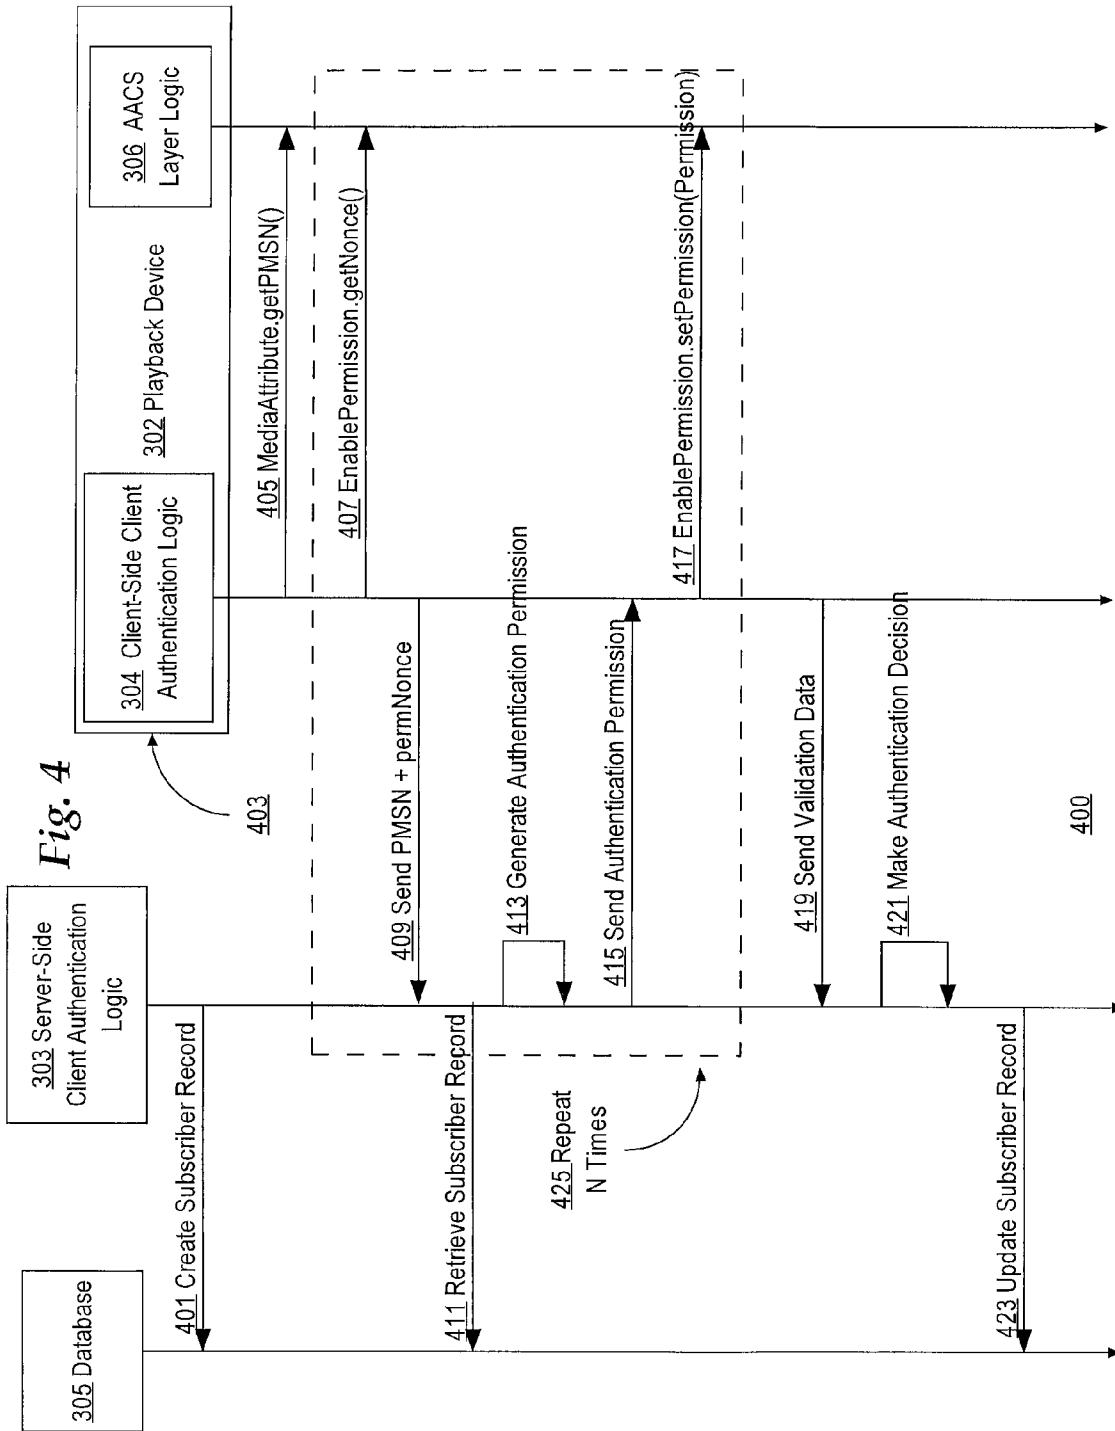 Fig. 4
305 Database
303 Server-Side
Client Authentication
Logic
403
302 Playback Device
304 Client-Side Client
Authentication Logic
306 AACS
Layer Logic
401 Create Subscriber Record
405 MediaAttribute.getPMSN()
407 EnablePermission.getNonce()
409 Send PMSN + permNonce
411 Retrieve Subscriber Record
413 Generate Authentication Permission
415 Send Authentication Permission
417 EnablePermission.setPermission(Permission)
425 Repeat
N Times
419 Send Validation Data
421 Make Authentication Decision
423 Update Subscriber Record
400